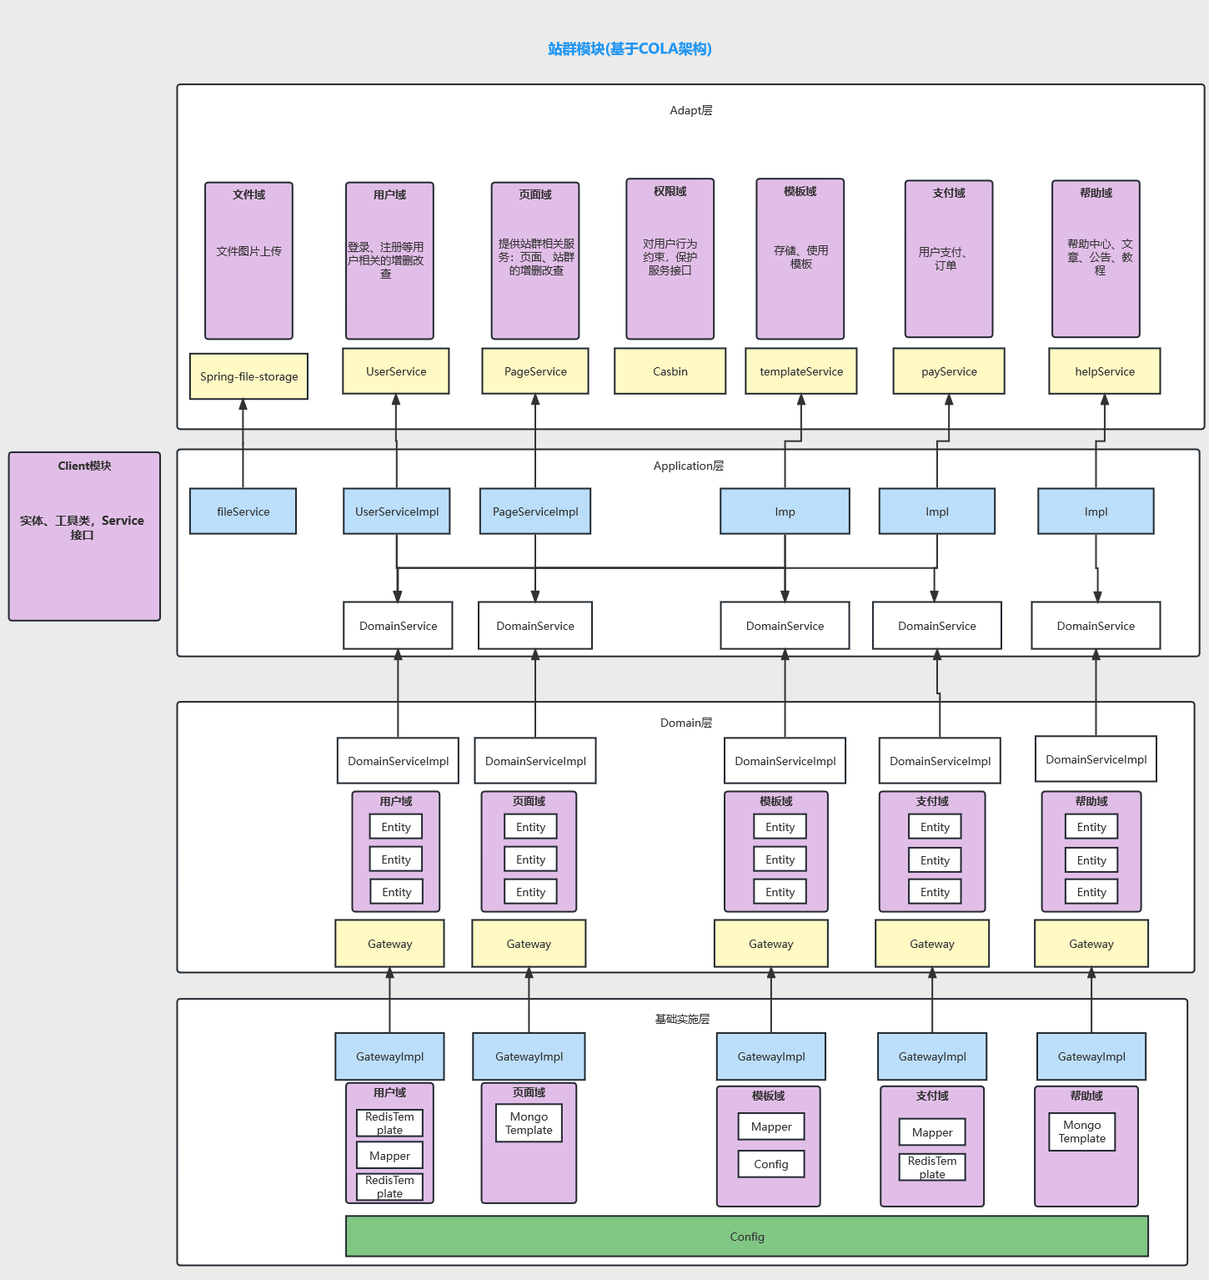 站群模块(基于COLA架构)
Adapt层
文件域
文件图片上传
用户域
登录、注册等用
户相关的增删改
查
页面域
提供站群相关服
务：页面、站群
的增删改查
权限域
对用户行为
约束，保护
服务接口
模板域
存储、使用
模板
支付域
用户支付、
订单
帮助域
帮助中心、文
章、公告、教
程
Spring-file-storage
UserService
PageService
Casbin
templateService
payService
helpService
Client模块
实体、工具类，Service
接口
Application层
fileService
UserServiceImpl
PageServiceImpl
Imp
Impl
Impl
DomainService
DomainService
DomainService
DomainService
DomainService
Domain层
DomainServiceImpl
DomainServiceImpl
DomainServiceImpl
DomainServiceImpl
DomainServiceImpl
用户域
Entity
Entity
Entity
页面域
Entity
Entity
Entity
模板域
Entity
Entity
Entity
支付域
Entity
Entity
Entity
帮助域
Entity
Entity
Entity
Gateway
Gateway
Gateway
Gateway
Gateway
基础实施层
GatewayImpl
GatewayImpl
GatewayImpl
GatewayImpl
GatewayImpl
用户域
RedisTem
plate
Mapper
RedisTem
plate
页面域
Mongo
Template
模板域
Mapper
Config
支付域
Mapper
RedisTem
plate
帮助域
Mongo
Template
Config